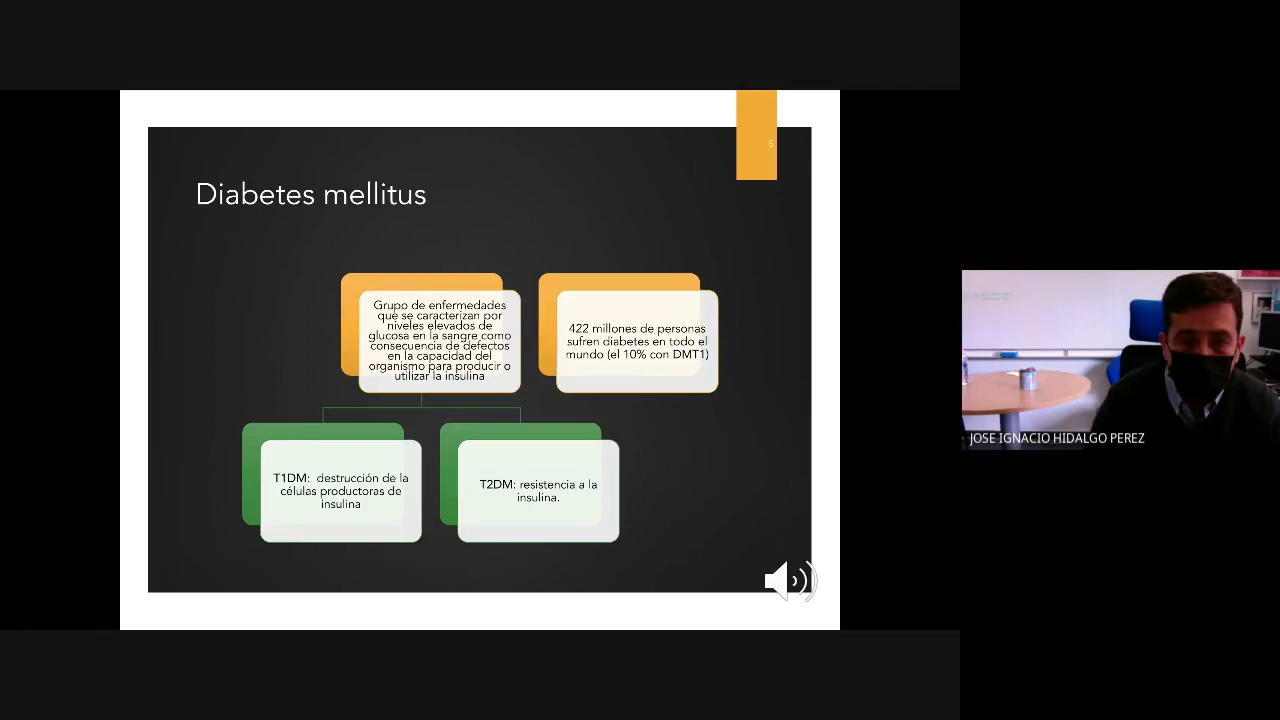 5
Diabetes mellitus
Grupo de enfermedades
que se caracterizan por
niveles elevados de
glucosa en la sangre como
consecuencia de defectos
en la capacidad del
organismo para producir o
utilizar la insulina
422 millones de personas
sufren diabetes en todo el
mundo (el 10% con DMT1)
T1DM: destrucción de la
células productoras de
insulina
T2DM: resistencia a la
insulina.
JOSE IGNACIO HIDALGO PEREZ